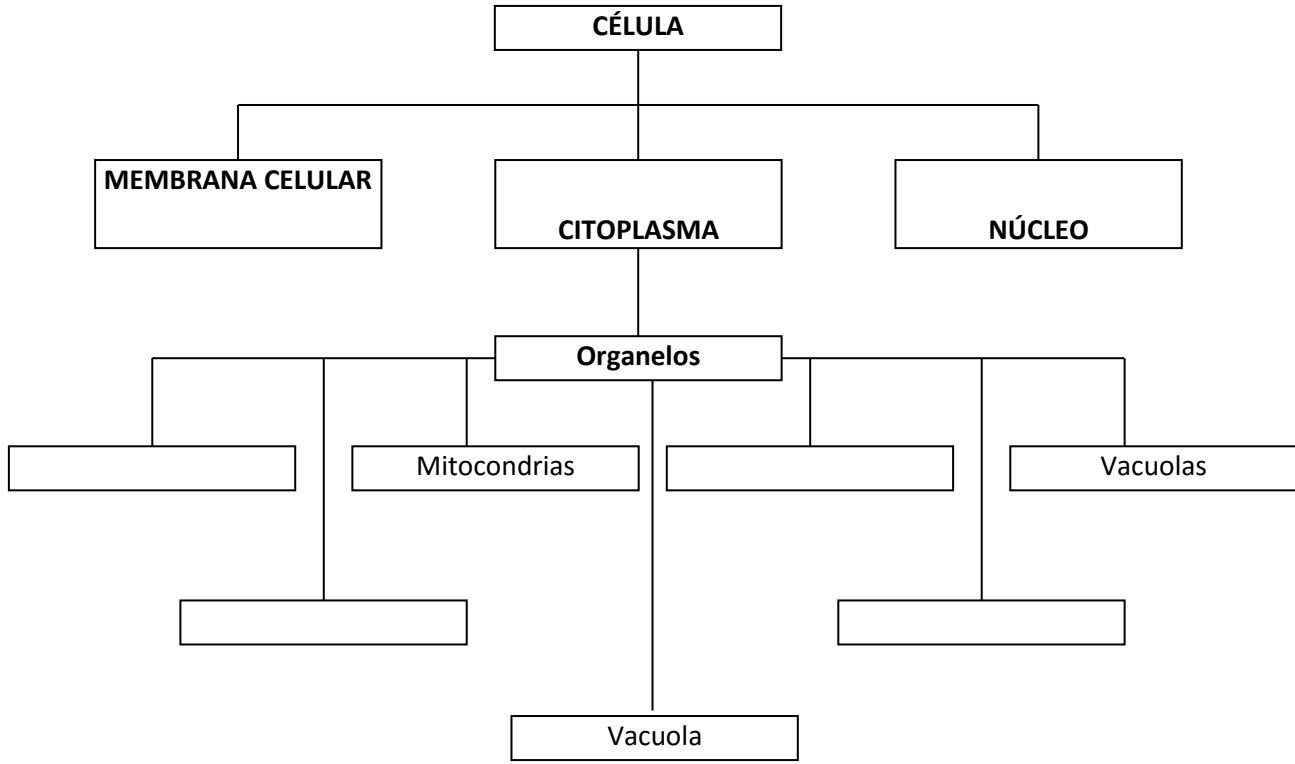 CÉLULA
MEMBRANA CELULAR
CITOPLASMA
NÚCLEO
Organelos
Mitocondrias
Vacuolas
Vacuola